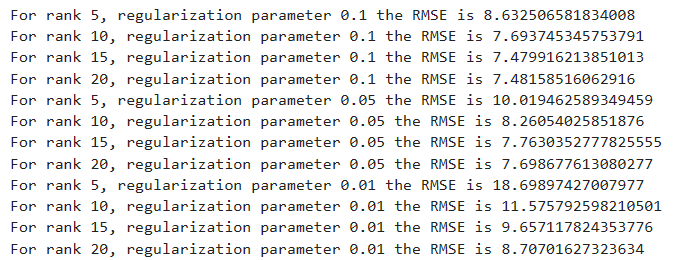 For rank 5, regularization parameter 0.1 the RMSE is 8.632506581834008
For rank 10, regularization parameter 0.1 the RMSE is 7.693745345753791
For rank 15, regularization parameter 0.1 the RMSE is 7.479916213851013
For rank 20, regularization parameter 0.1 the RMSE is 7.48158516062916
For rank 5, regularization parameter 0.05 the RMSE is 10.019462589349459
For rank 10, regularization parameter 0.05 the RMSE is 8.26054025851876
For rank 15, regularization parameter 0.05 the RMSE is 7.7630352777825555
For rank 20, regularization parameter 0.05 the RMSE is 7.698677613080277
For rank 5, regularization parameter 0.01 the RMSE is 18.69897427007977
For rank 10, regularization parameter 0.01 the RMSE is 11.575792598210501
For rank 15, regularization parameter 0.01 the RMSE is 9.657117824353776
For rank 20, regularization parameter 0.01 the RMSE is 8.70701627323634